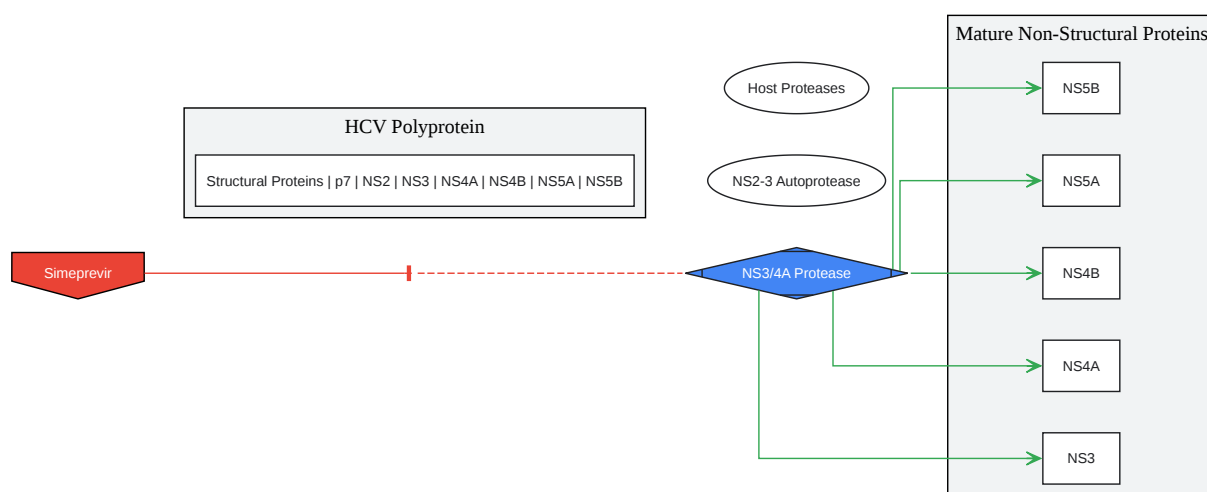 Mature Non-Structural Proteins
Host Proteases
NS5B
HCV Polyprotein
Structural Proteins | p7 | NS2 | NS3 | NS4A | NS4B | NS5A | NS5B
NS2-3 Autoprotease
NS5A
Simeprevir
NS3/4A Protease
NS4B
NS4A
NS3